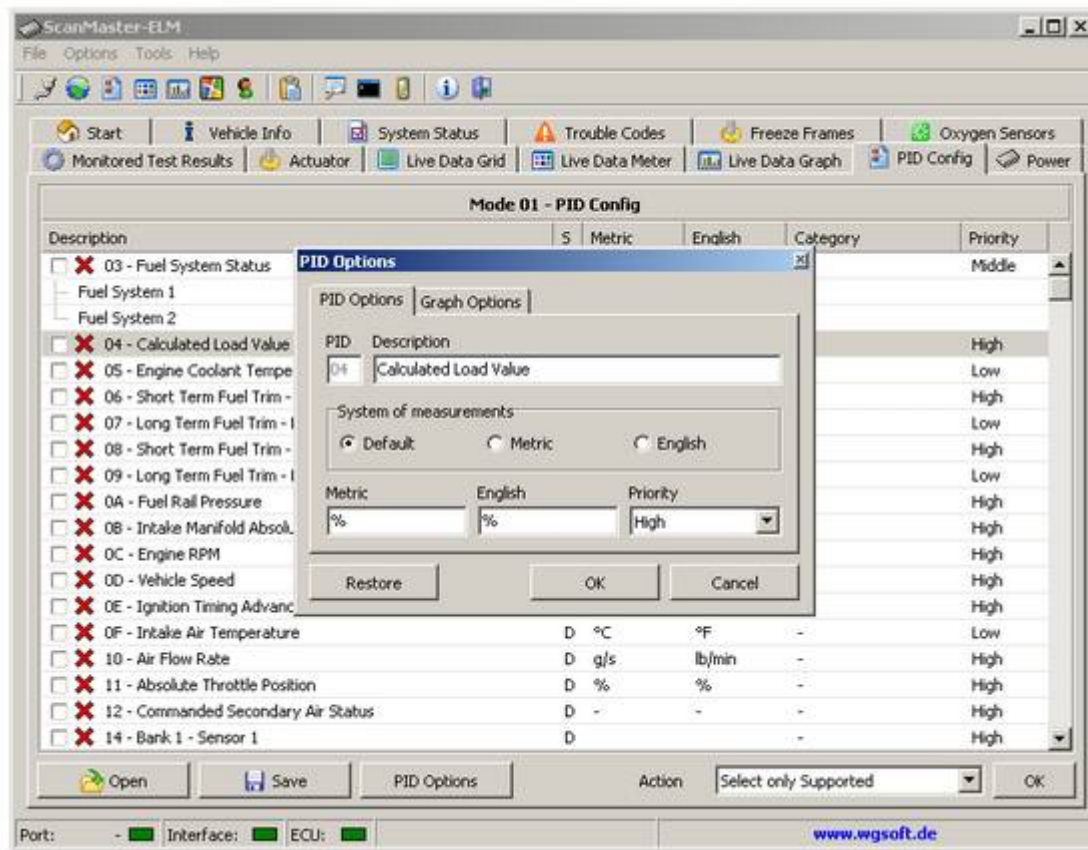 ScanMaster-ELM
File Options Tools Help
Start Vehicle Info System Status Trouble Codes Freeze Frames Oxygen Sensors
Monitored Test Results Actuator Live Data Grid Live Data Meter Live Data Graph PID Config Power
Mode 01 - PID Config
Description S Metric English Category Priority
03 - Fuel System Status Middle
Fuel System 1
Fuel System 2
04 - Calculated Load Value High
05 - Engine Coolant Tempe Low
06 - Short Term Fuel Trim - High
07 - Long Term Fuel Trim - Low
08 - Short Term Fuel Trim - High
09 - Long Term Fuel Trim - Low
0A - Fuel Rail Pressure High
0B - Intake Manifold Absolu High
0C - Engine RPM High
0D - Vehicle Speed High
0E - Ignition Timing Advanc High
0F - Intake Air Temperature D °C °F - Low
10 - Air Flow Rate D g/s lb/min - High
11 - Absolute Throttle Position D % % - High
12 - Commanded Secondary Air Status D - - - High
14 - Bank 1 - Sensor 1 D - High
PID Options
PID Options Graph Options
PID Description
04 Calculated Load Value
System of measurements
Default Metric English
Metric English Priority
% % High
Restore OK Cancel
Open Save PID Options Action Select only Supported OK
Port: - Interface: ECU: www.wgsoft.de